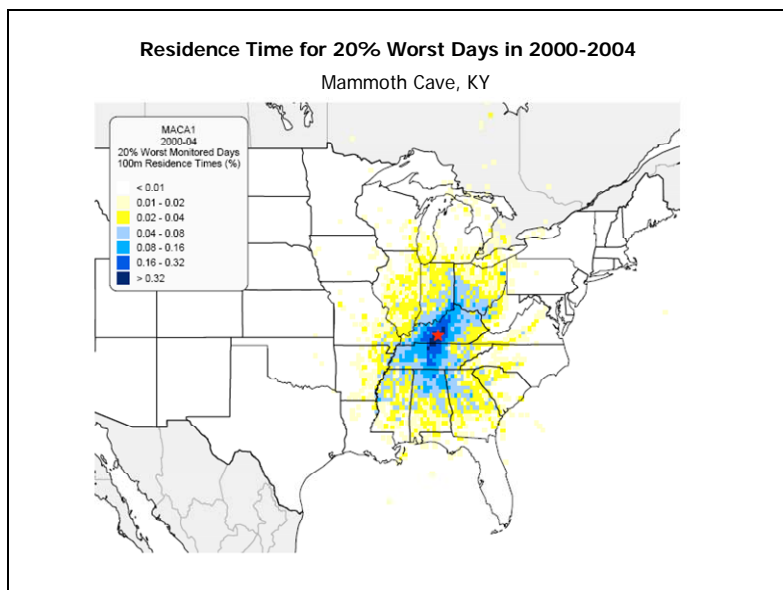 Residence Time for 20% Worst Days in 2000-2004
Mammoth Cave, KY
MACA1
2000-04
20% Worst Monitored Days
100m Residence Times (%)
< 0.01
0.01 - 0.02
0.02 - 0.04
0.04 - 0.08
0.08 - 0.16
0.16 - 0.32
> 0.32